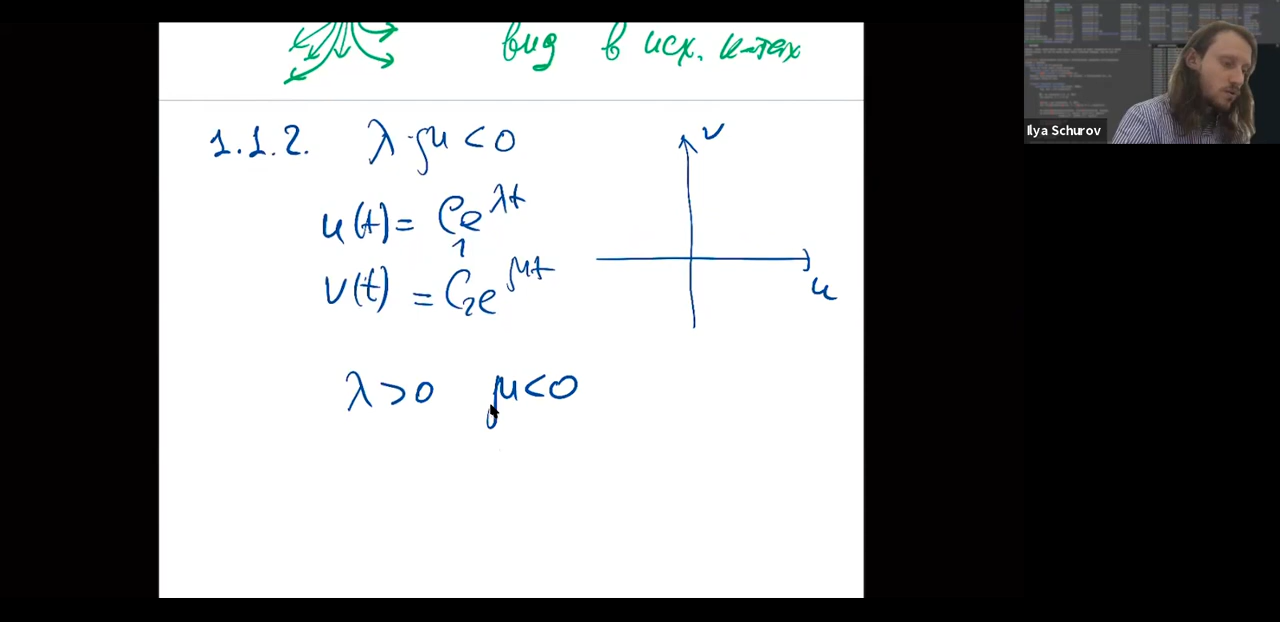 вид в исх. к-тах
1.1.2. λ·μ < 0
v
u(t) = C₁e^{λt}
v(t) = C₂e^{μt}
u
λ > 0 μ < 0
Ilya Schurov